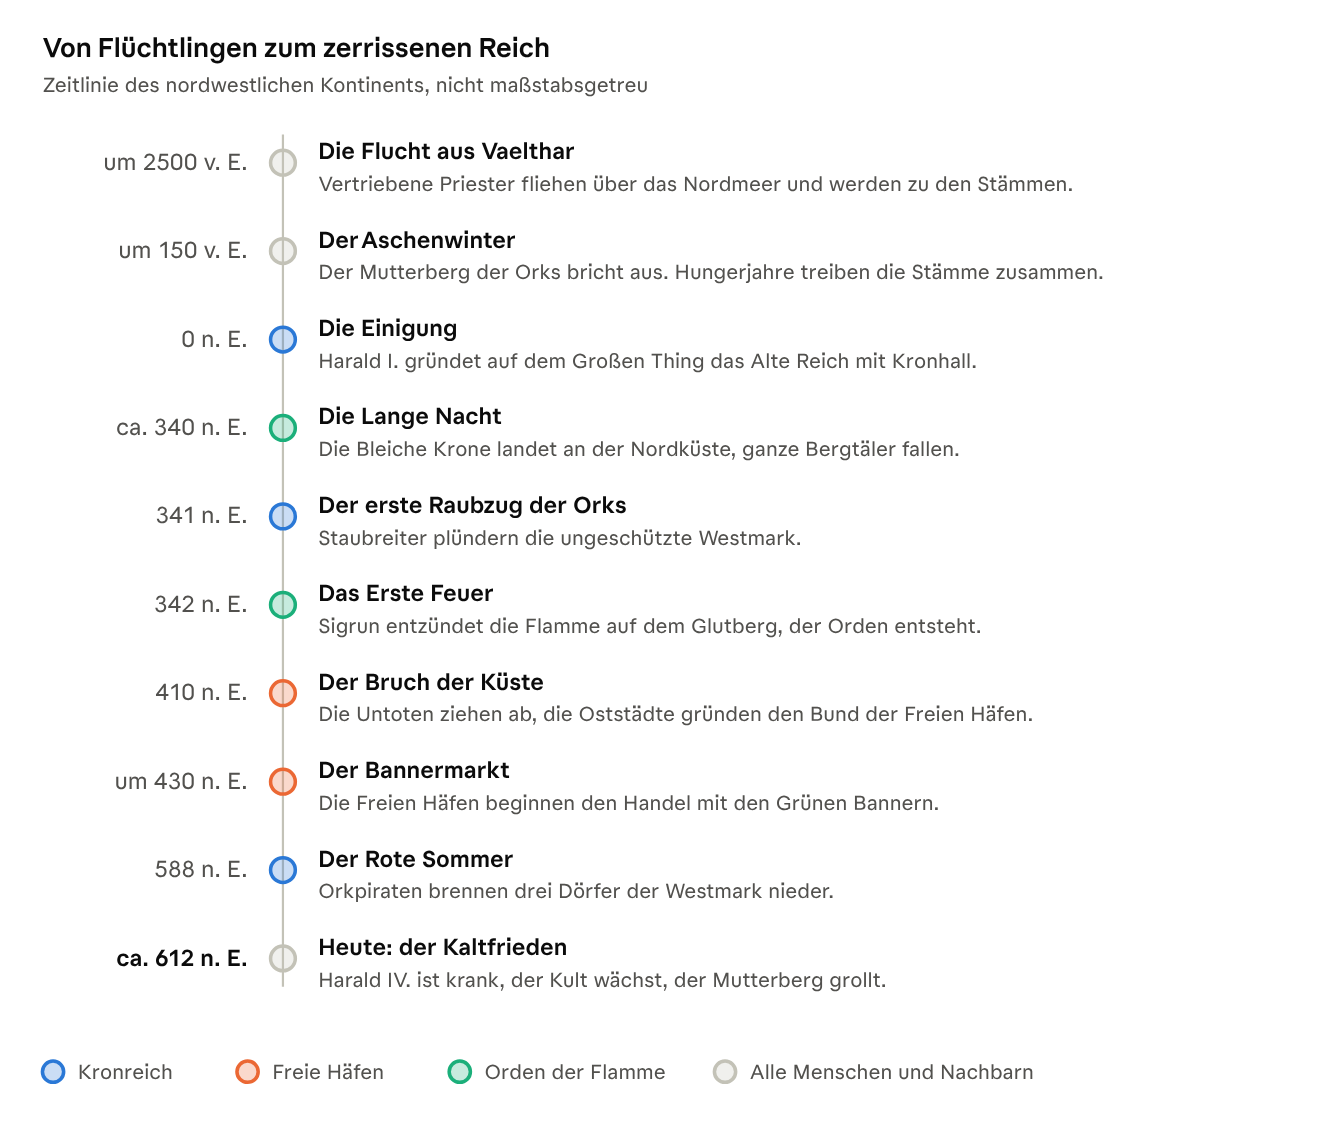 Von Flüchtlingen zum zerrissenen Reich
Zeitlinie des nordwestlichen Kontinents, nicht maßstabsgetreu
um 2500 v. E.
Die Flucht aus Vaelthar
Vertriebene Priester fliehen über das Nordmeer und werden zu den Stämmen.
um 150 v. E.
Der Aschenwinter
Der Mutterberg der Orks bricht aus. Hungerjahre treiben die Stämme zusammen.
0 n. E.
Die Einigung
Harald I. gründet auf dem Großen Thing das Alte Reich mit Kronhall.
ca. 340 n. E.
Die Lange Nacht
Die Bleiche Krone landet an der Nordküste, ganze Bergtäler fallen.
341 n. E.
Der erste Raubzug der Orks
Staubreiter plündern die ungeschützte Westmark.
342 n. E.
Das Erste Feuer
Sigrun entzündet die Flamme auf dem Glutberg, der Orden entsteht.
410 n. E.
Der Bruch der Küste
Die Untoten ziehen ab, die Oststädte gründen den Bund der Freien Häfen.
um 430 n. E.
Der Bannermarkt
Die Freien Häfen beginnen den Handel mit den Grünen Bannern.
588 n. E.
Der Rote Sommer
Orkpiraten brennen drei Dörfer der Westmark nieder.
ca. 612 n. E.
Heute: der Kaltfrieden
Harald IV. ist krank, der Kult wächst, der Mutterberg grollt.
Kronreich
Freie Häfen
Orden der Flamme
Alle Menschen und Nachbarn